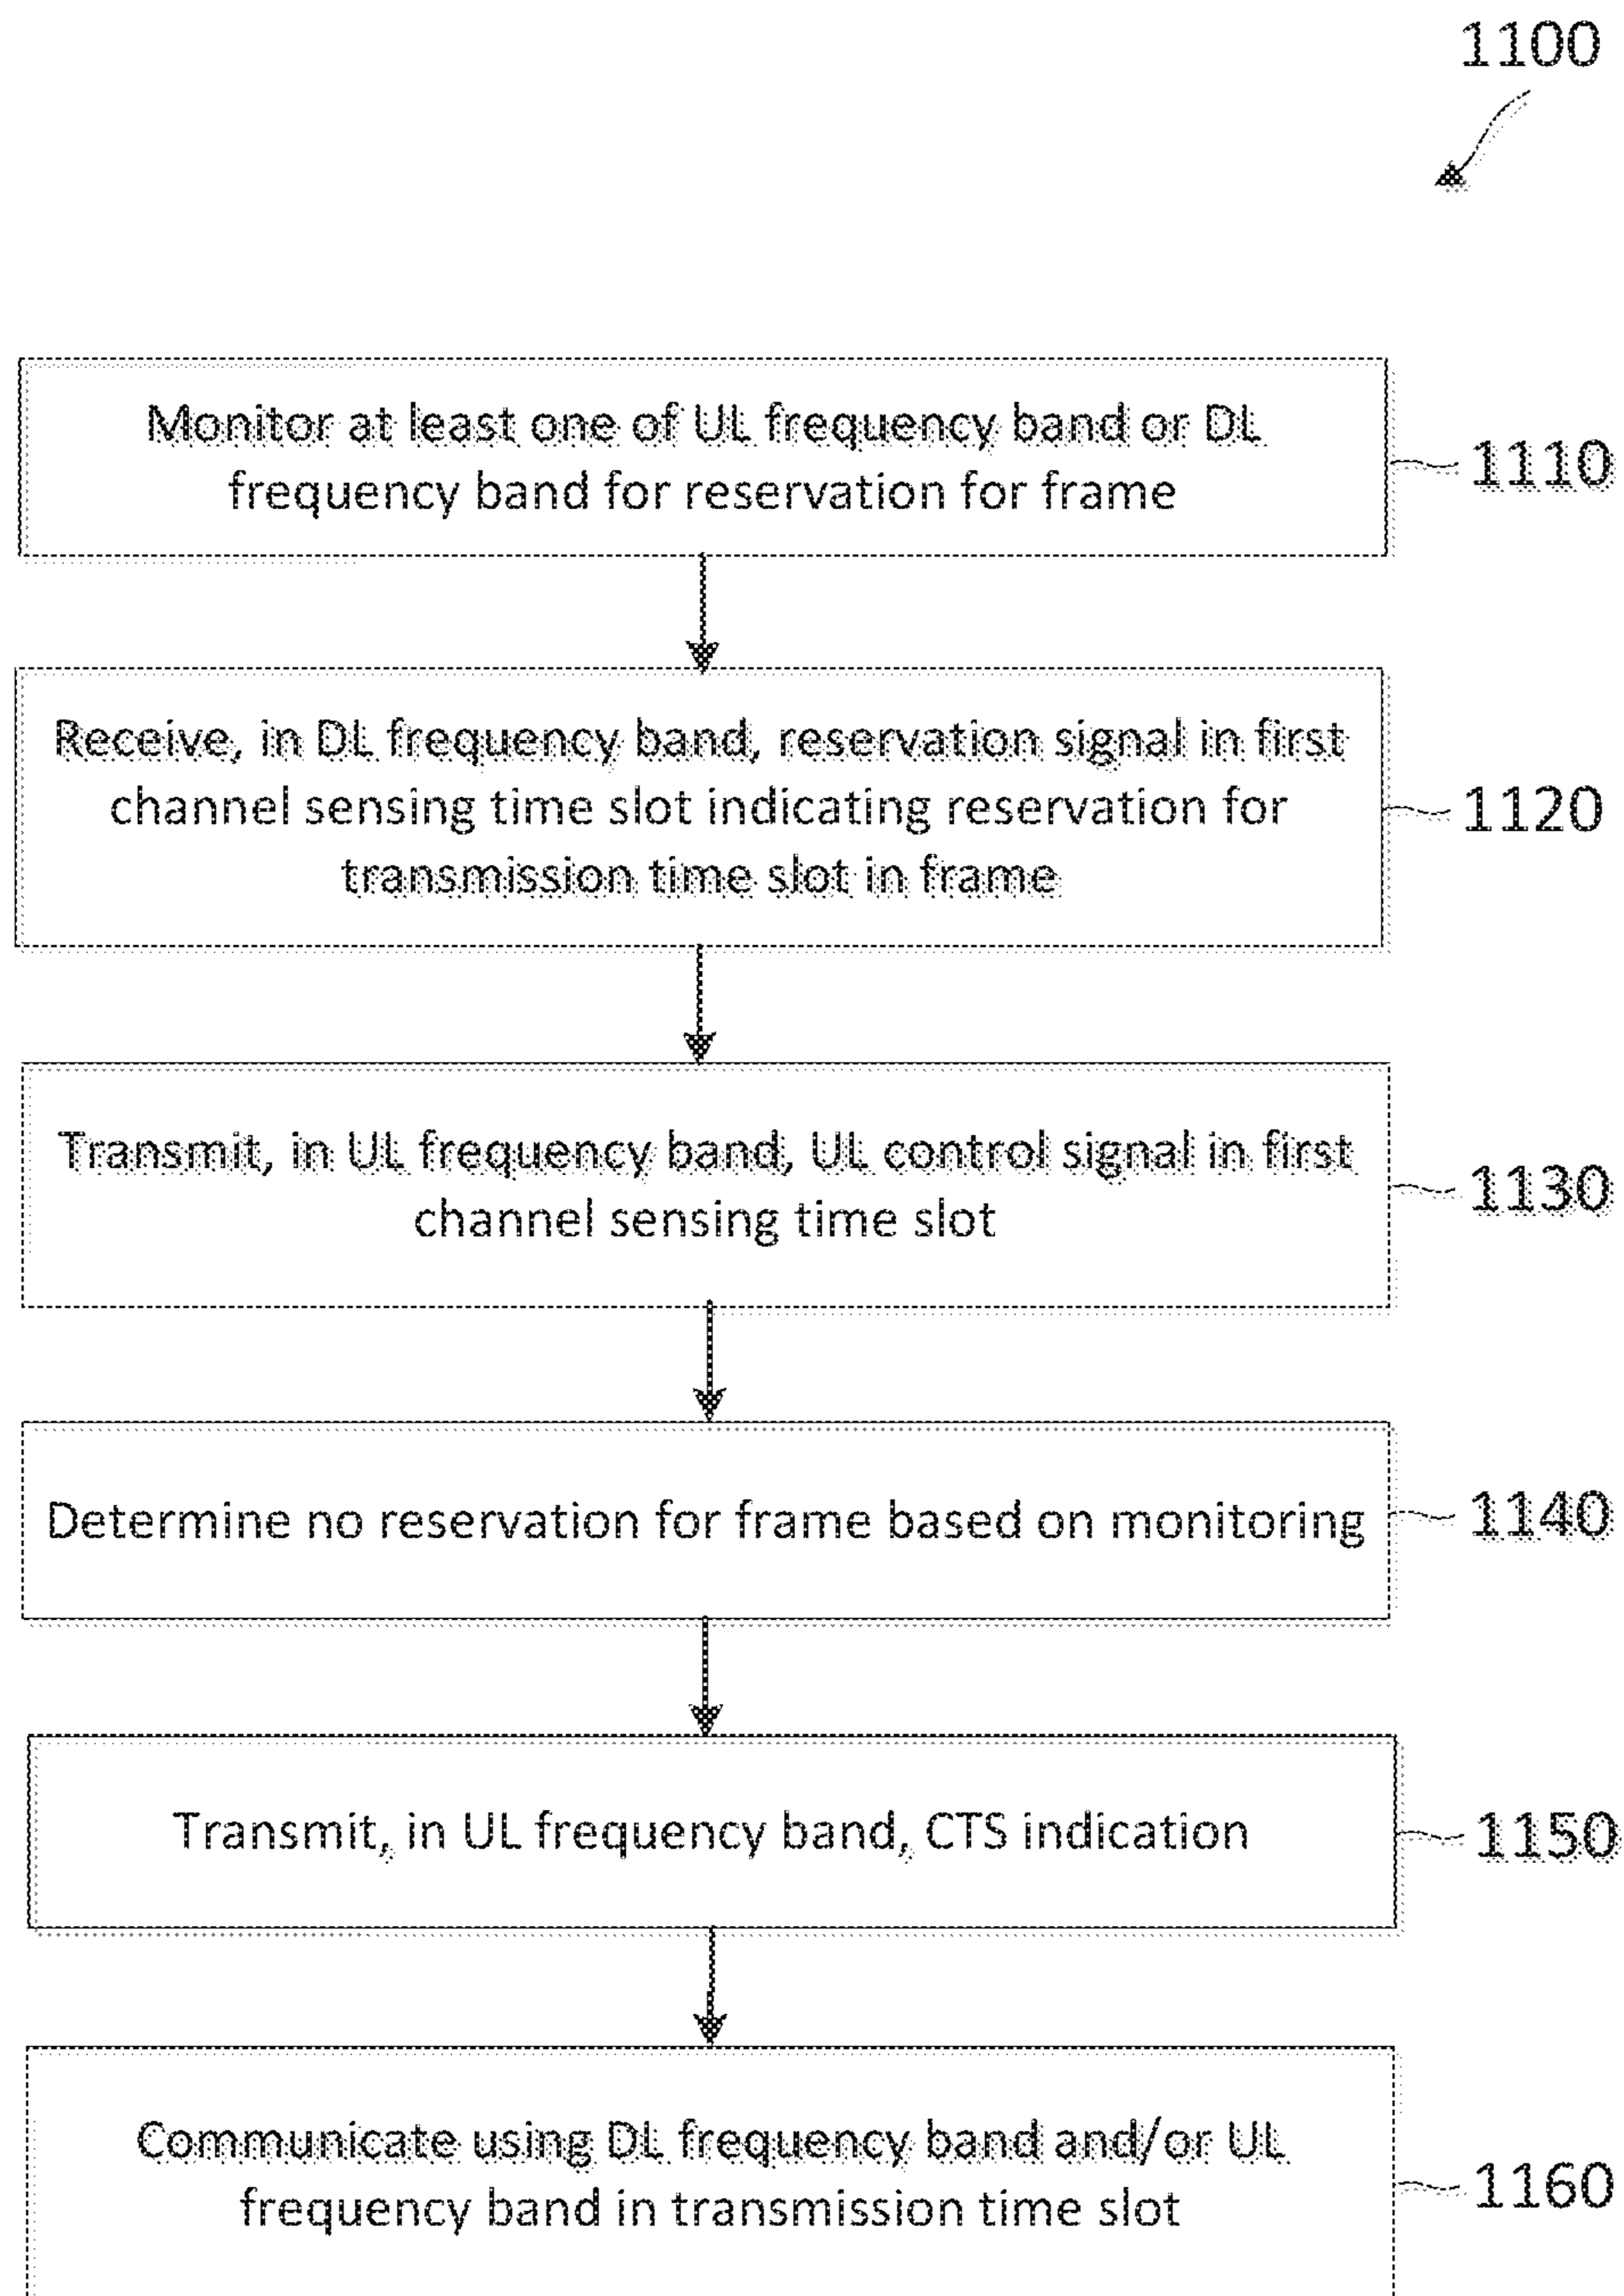 1100
Monitor at least one of UL frequency band or DL
frequency band for reservation for frame
1110
Receive, in DL frequency band, reservation signal in first
channel sensing time slot indicating reservation for
transmission time slot in frame
1120
Transmit, in UL frequency band, UL control signal in first
channel sensing time slot
1130
Determine no reservation for frame based on monitoring
1140
Transmit, in UL frequency band, CTS indication
1150
Communicate using DL frequency band and/or UL
frequency band in transmission time slot
1160